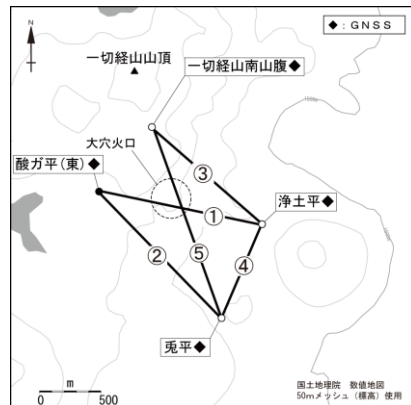 ◆:GNSS
N
一切経山山頂
一切経山南山腹◆
大穴火口
酸ガ平(東)◆
③
浄土平◆
①
②
⑤
④
兎平◆
m
0 500
国土地理院 数値地図
50mメッシュ(標高)使用